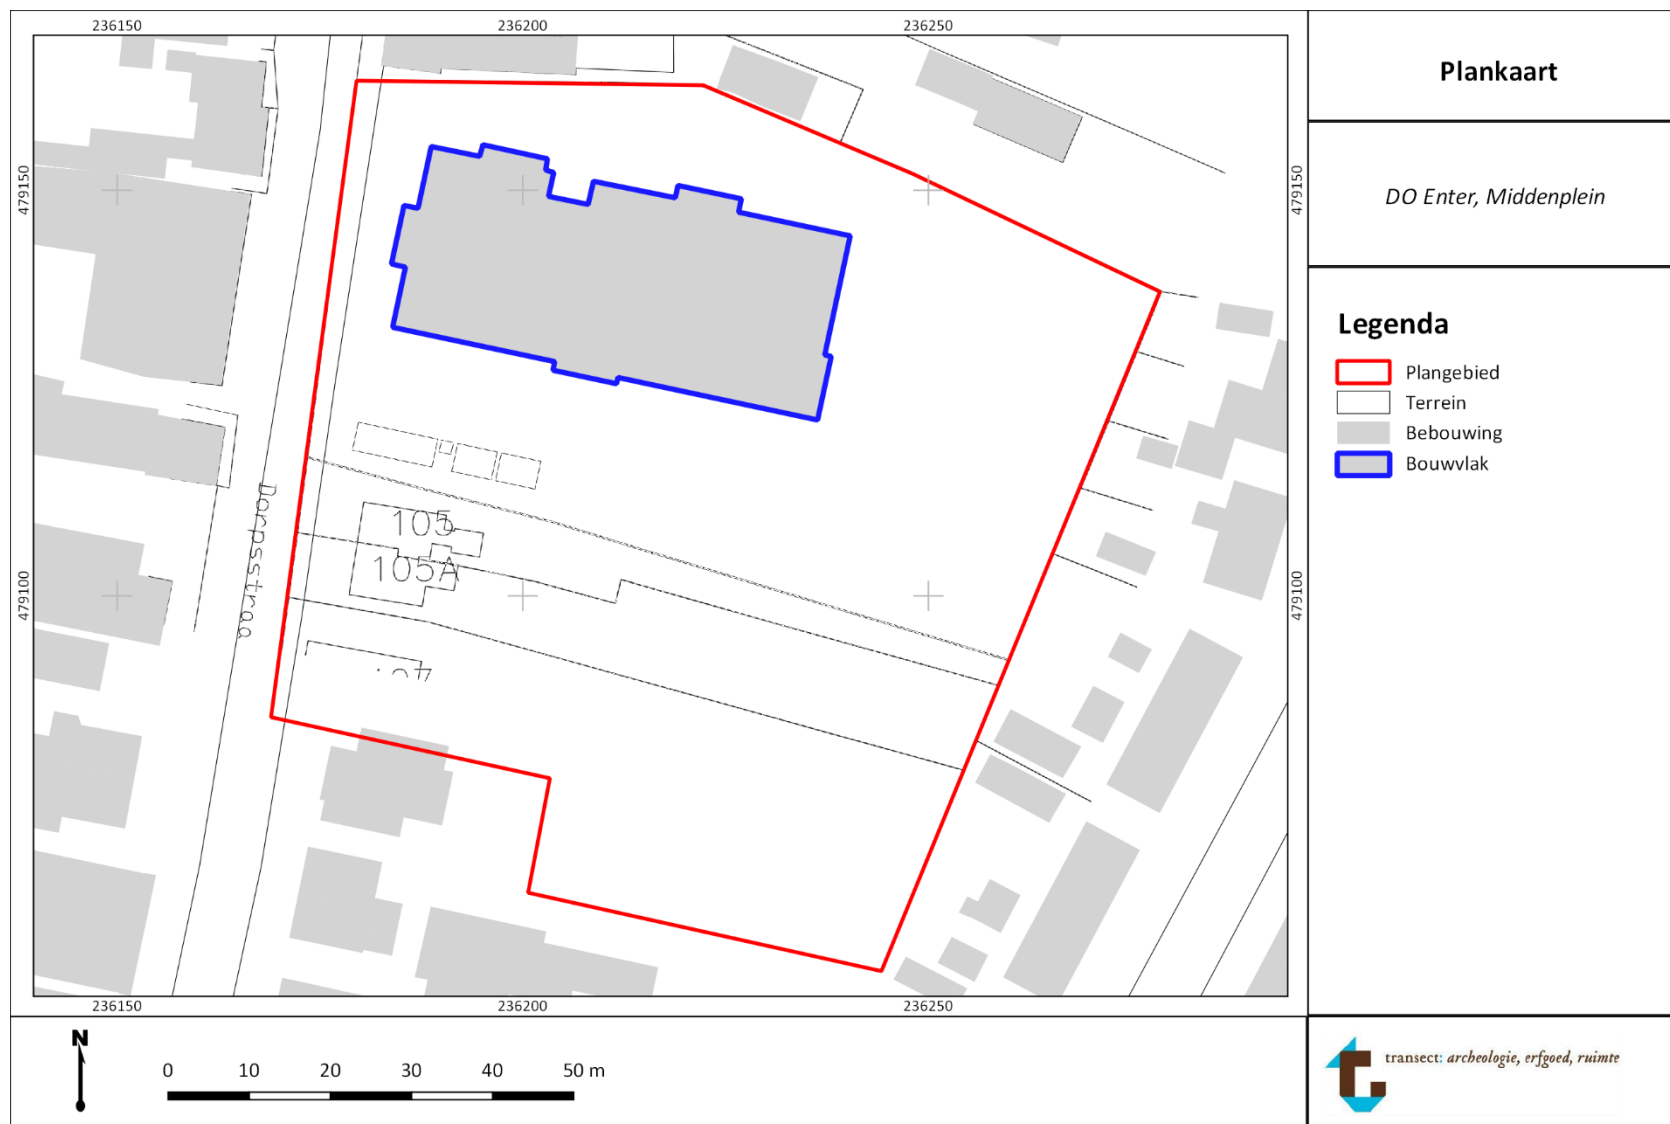 236150
236200
236250
Plankaart
DO Enter, Middenplein
479150
479150
Legenda
Plangebied
Terrein
Bebouwing
Bouwvlak
Dorpsstraa
105
105A
479100
479100
236150
236200
236250
N
0 10 20 30 40 50 m
transect: archeologie, erfgoed, ruimte